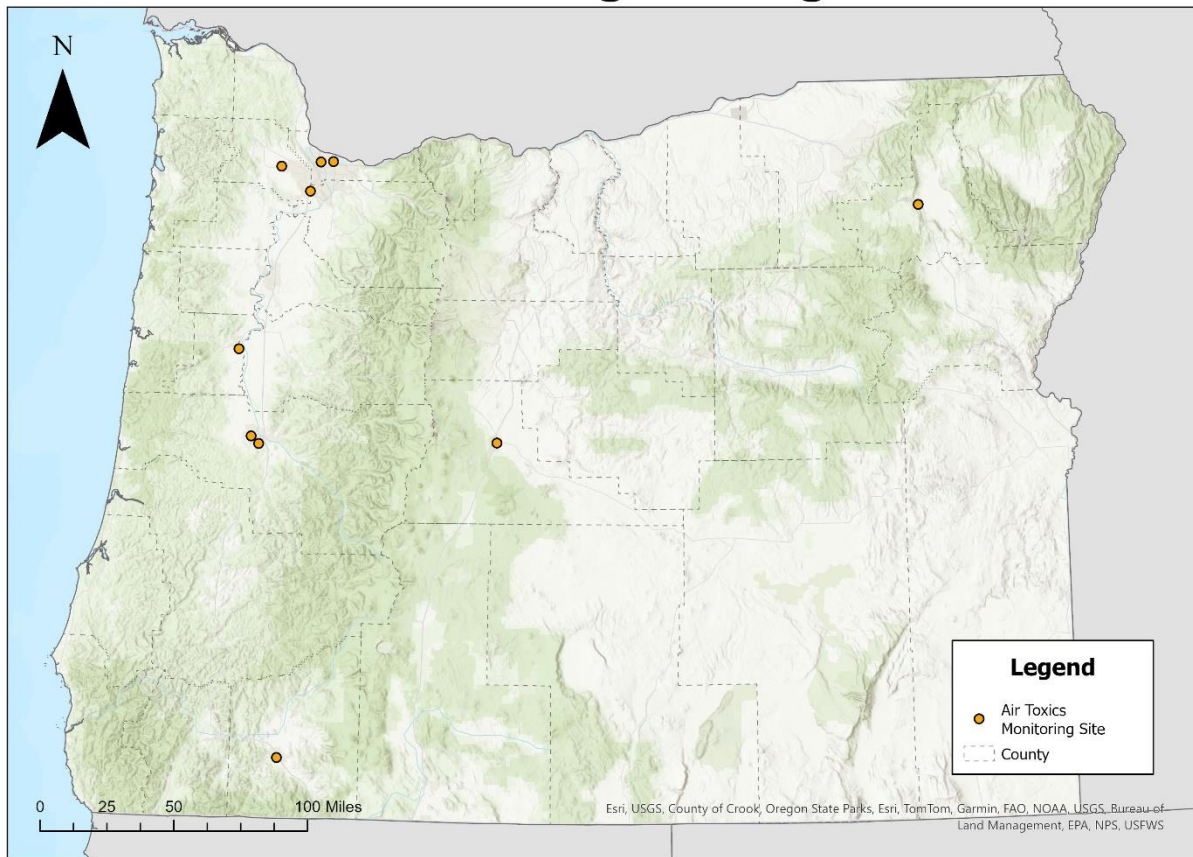 N
Legend
Air Toxics
Monitoring Site
County
0 25 50 100 Miles
Esri, USGS, County of Crook, Oregon State Parks, Esri, TomTom, Garmin, FAO, NOAA, USGS, Bureau of
Land Management, EPA, NPS, USFWS